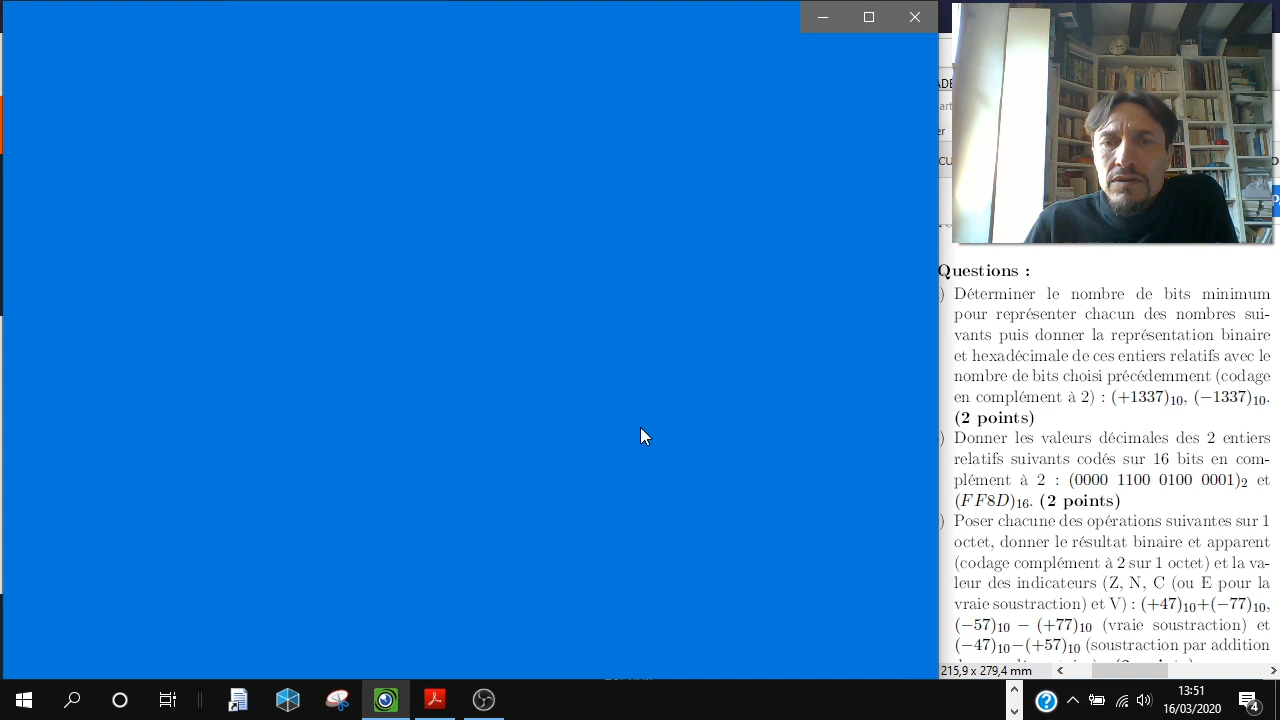 ADE
art
er
CU
Questions :
) Déterminer le nombre de bits minimum
pour représenter chacun des nombres sui-
vants puis donner la représentation binaire
et hexadécimale de ces entiers relatifs avec le
nombre de bits choisi précédemment (codage
en complément à 2) : (+1337)10, (−1337)10.
(2 points)
) Donner les valeurs décimales des 2 entiers
relatifs suivants codés sur 16 bits en com-
plément à 2 : (0000 1100 0100 0001)2 et
(FF8D)16. (2 points)
) Poser chacune des opérations suivantes sur 1
octet, donner le résultat binaire et apparent
(codage complément à 2 sur 1 octet) et la va-
leur des indicateurs (Z, N, C (ou E pour la
vraie soustraction) et V) : (+47)10+(−77)10,
(−57)10 − (+77)10 (vraie soustraction) et
(−47)10−(+57)10 (soustraction par addition
215,9 x 279,4 mm
13:51
16/03/2020
4